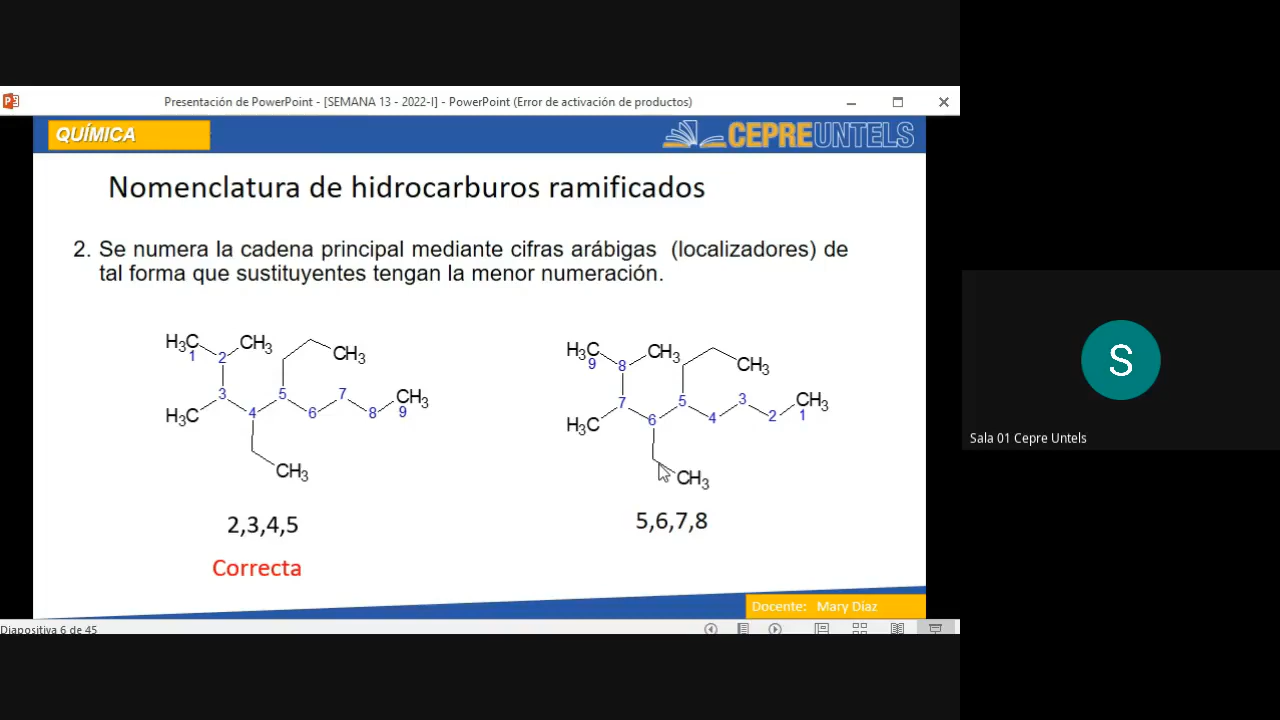 Presentación de PowerPoint - [SEMANA 13 - 2022-I] - PowerPoint (Error de activación de productos)
QUÍMICA
CEPREUNTELS
Nomenclatura de hidrocarburos ramificados
2. Se numera la cadena principal mediante cifras arábigas (localizadores) de
tal forma que sustituyentes tengan la menor numeración.
H3C CH3 CH3
1 2
3 5 7 CH3
H3C 4 6 8 9
CH3
H3C CH3 CH3
9 8
7 5 3 CH3
H3C 6 4 2 1
CH3
2,3,4,5
5,6,7,8
Correcta
Docente: Mary Diaz
Diapositiva 6 de 45
S
Sala 01 Cepre Untels